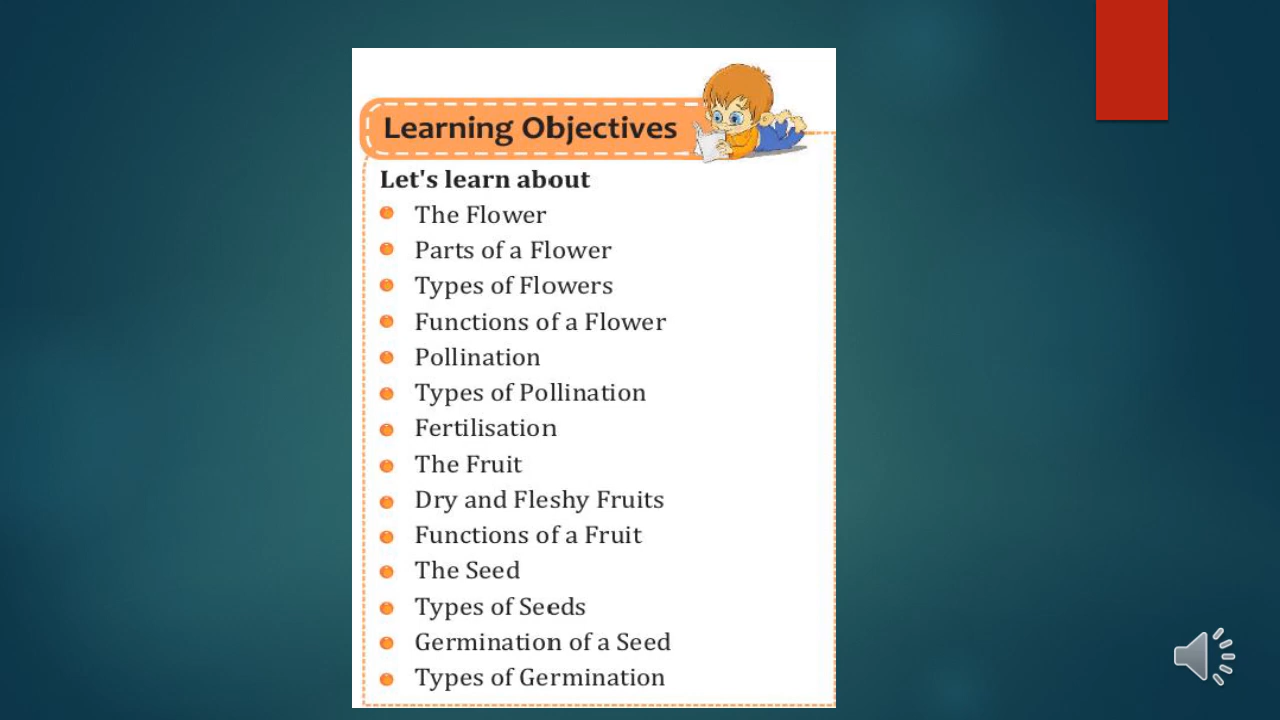 Learning Objectives
Let's learn about
The Flower
Parts of a Flower
Types of Flowers
Functions of a Flower
Pollination
Types of Pollination
Fertilisation
The Fruit
Dry and Fleshy Fruits
Functions of a Fruit
The Seed
Types of Seeds
Germination of a Seed
Types of Germination